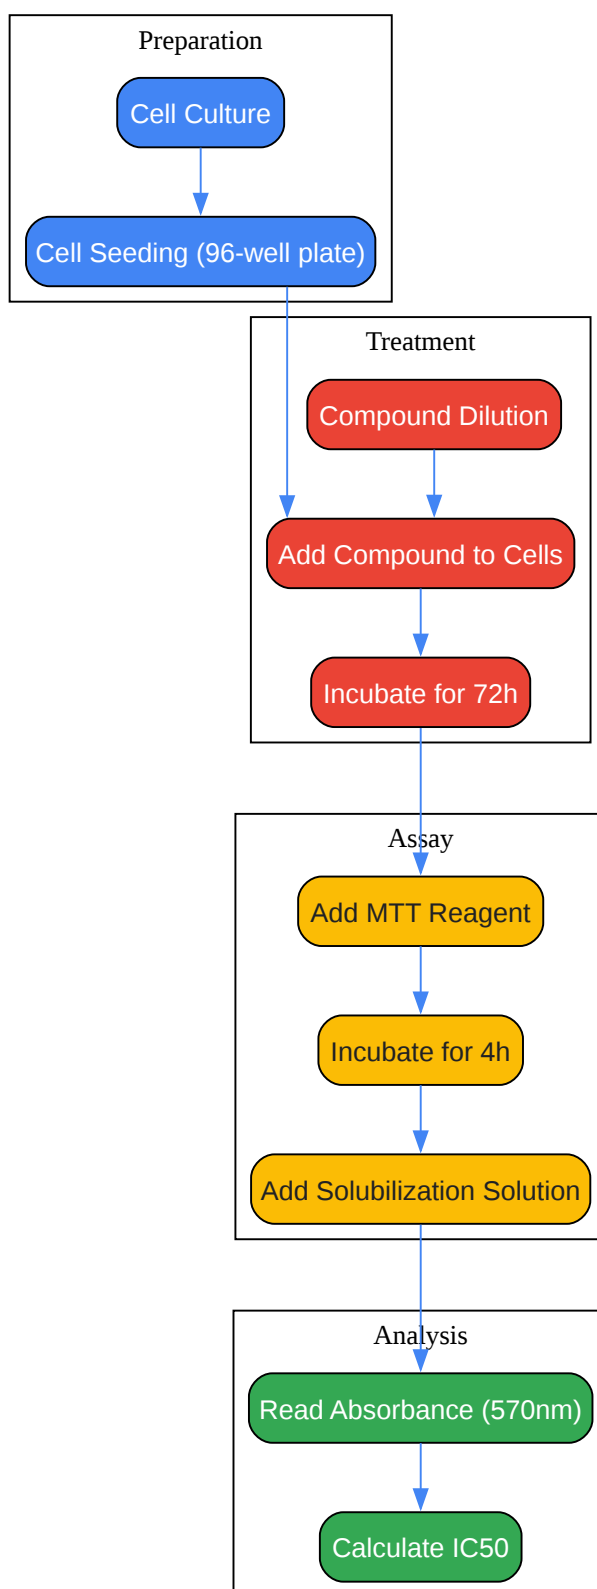 Preparation
Cell Culture
Cell Seeding (96-well plate)
Treatment
Compound Dilution
Add Compound to Cells
Incubate for 72h
Assay
Add MTT Reagent
Incubate for 4h
Add Solubilization Solution
Analysis
Read Absorbance (570nm)
Calculate IC50